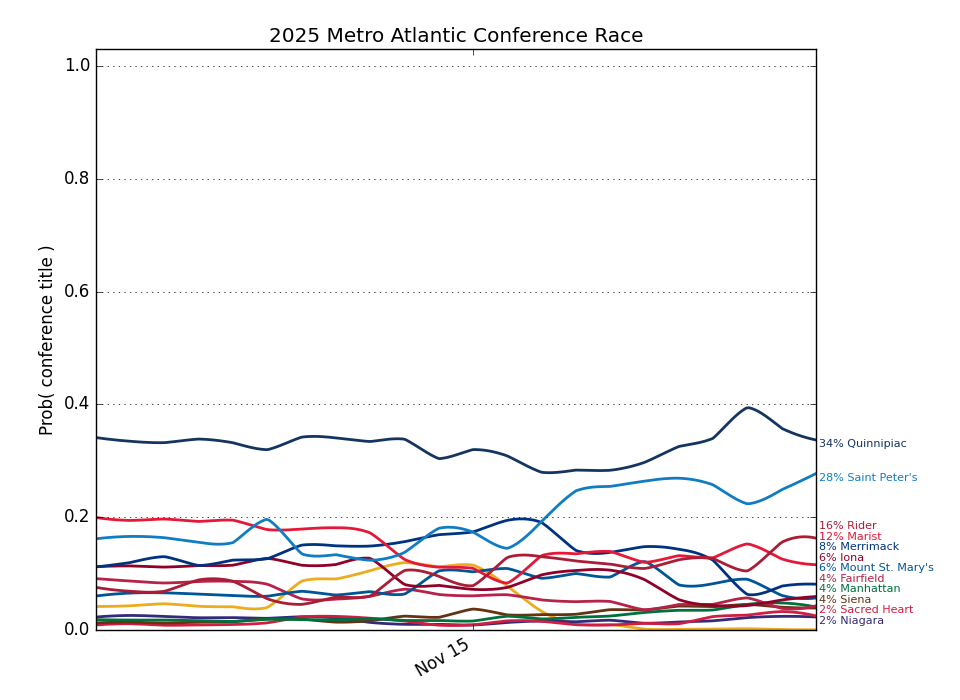 2025 Metro Atlantic Conference Race
1.0
0.8
0.6
0.4
0.2
0.0
Prob( conference title )
Nov 15
34% Quinnipiac
28% Saint Peter's
16% Rider
12% Marist
8% Merrimack
6% Iona
6% Mount St. Mary's
4% Fairfield
4% Manhattan
4% Siena
2% Sacred Heart
2% Niagara